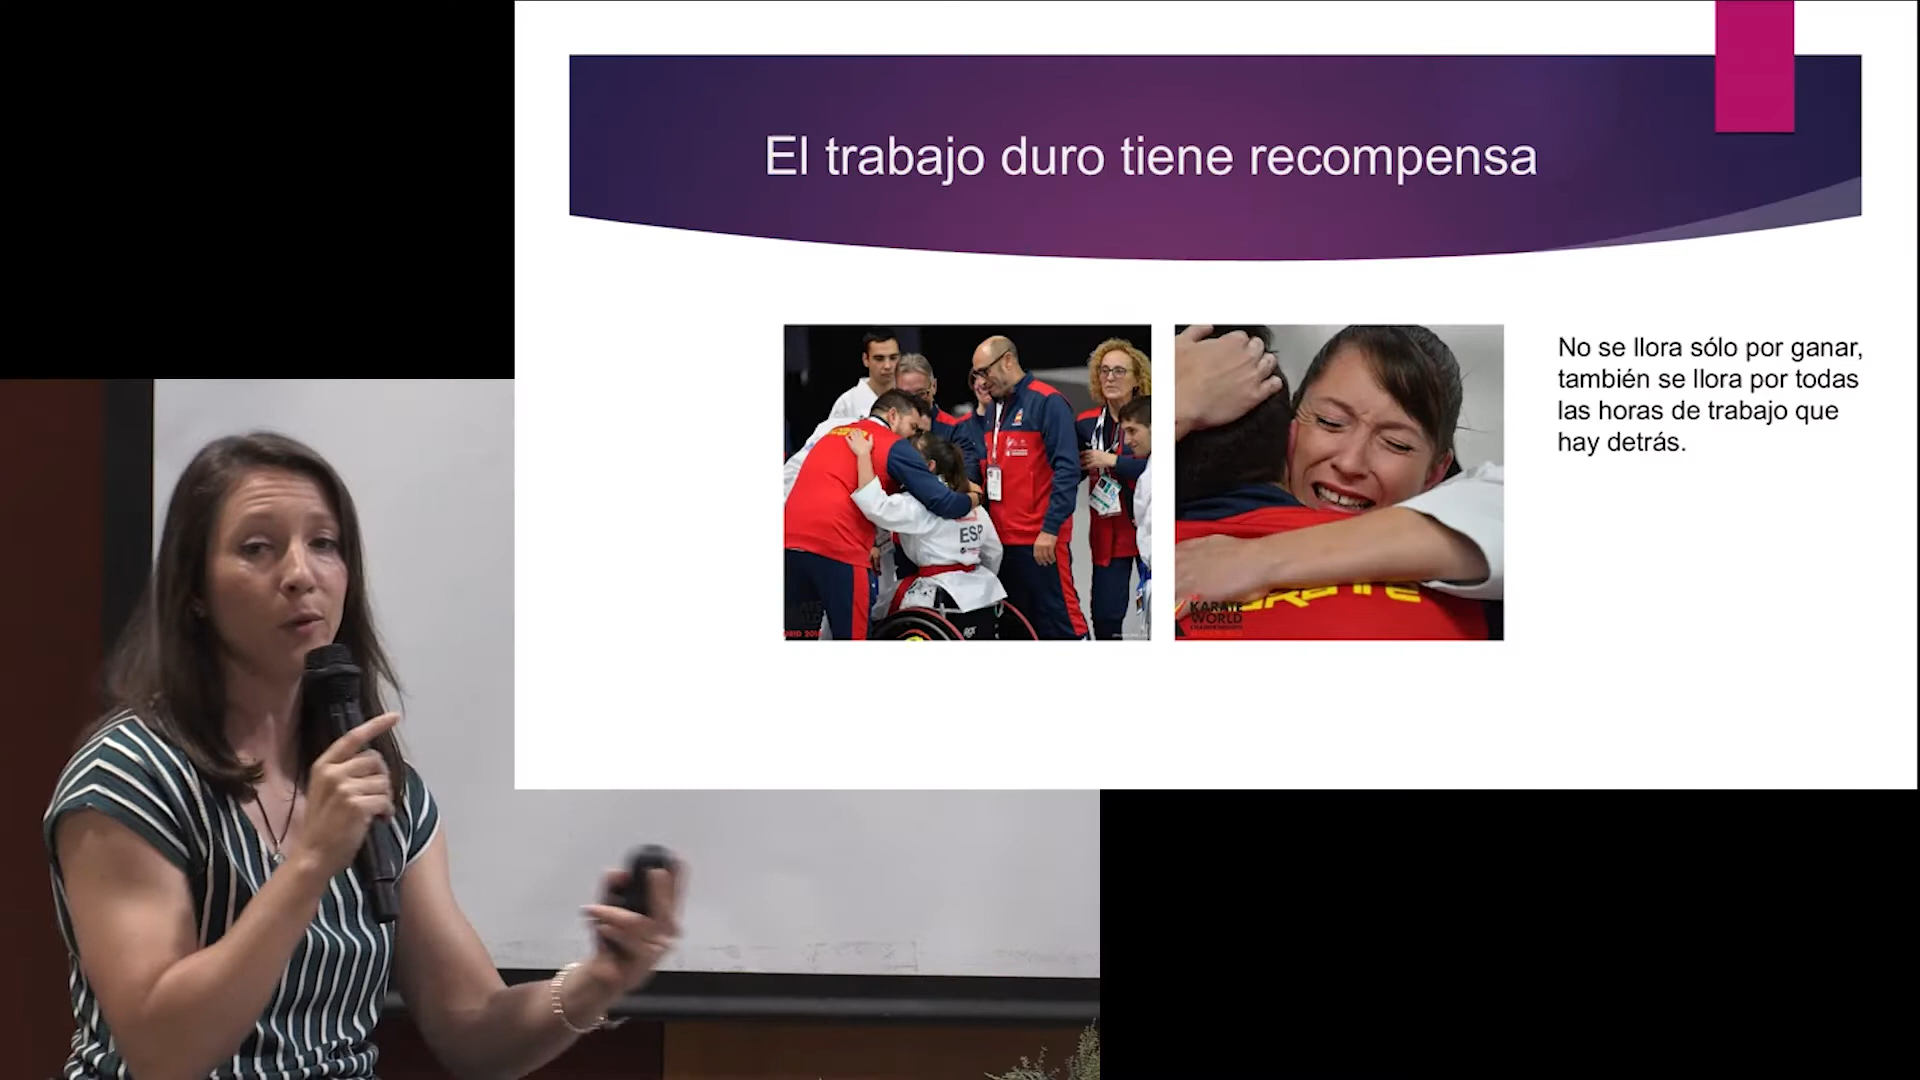 El trabajo duro tiene recompensa
No se llora sólo por ganar,
también se llora por todas
las horas de trabajo que
hay detrás.
ESP
KARATE
WORLD